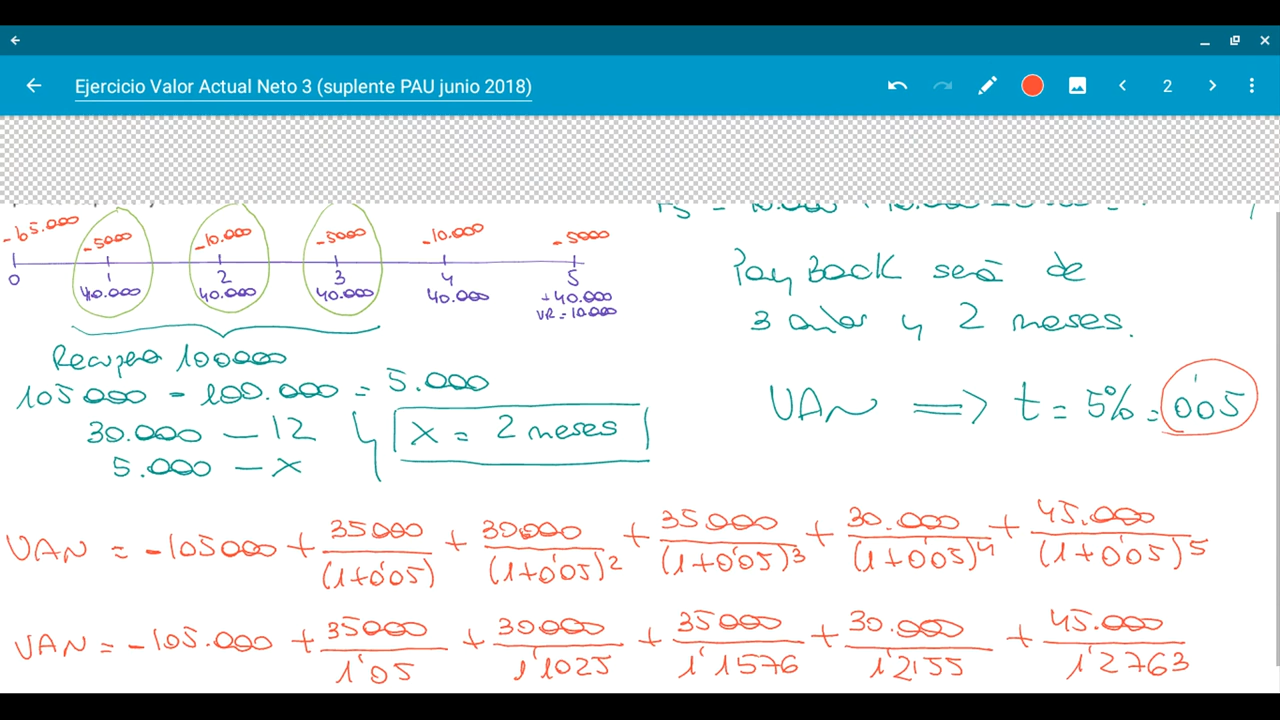 Ejercicio Valor Actual Neto 3 (suplente PAU junio 2018)
2
-65.000 -5000 -10.000 -5000 -10.000 -5000
0 1 2 3 4 5
40.000 40.000 40.000 40.000 +40.000
VR = 10.000
Recupero 100000
105000 - 100.000 = 5.000
30.000 — 12
5.000 — x
x = 2 meses
PayBack será de
3 años y 2 meses.
VAN => t = 5% = 0'05
VAN = -105000 + 35000/(1+0'05) + 30000/(1+0'05)2 + 35.000/(1+0'05)3 + 30.000/(1+0'05)4 + 45.000/(1+0'05)5
VAN = -105.000 + 35000/1'05 + 30000/1'1025 + 35000/1'1576 + 30.000/1'2155 + 45.000/1'2763